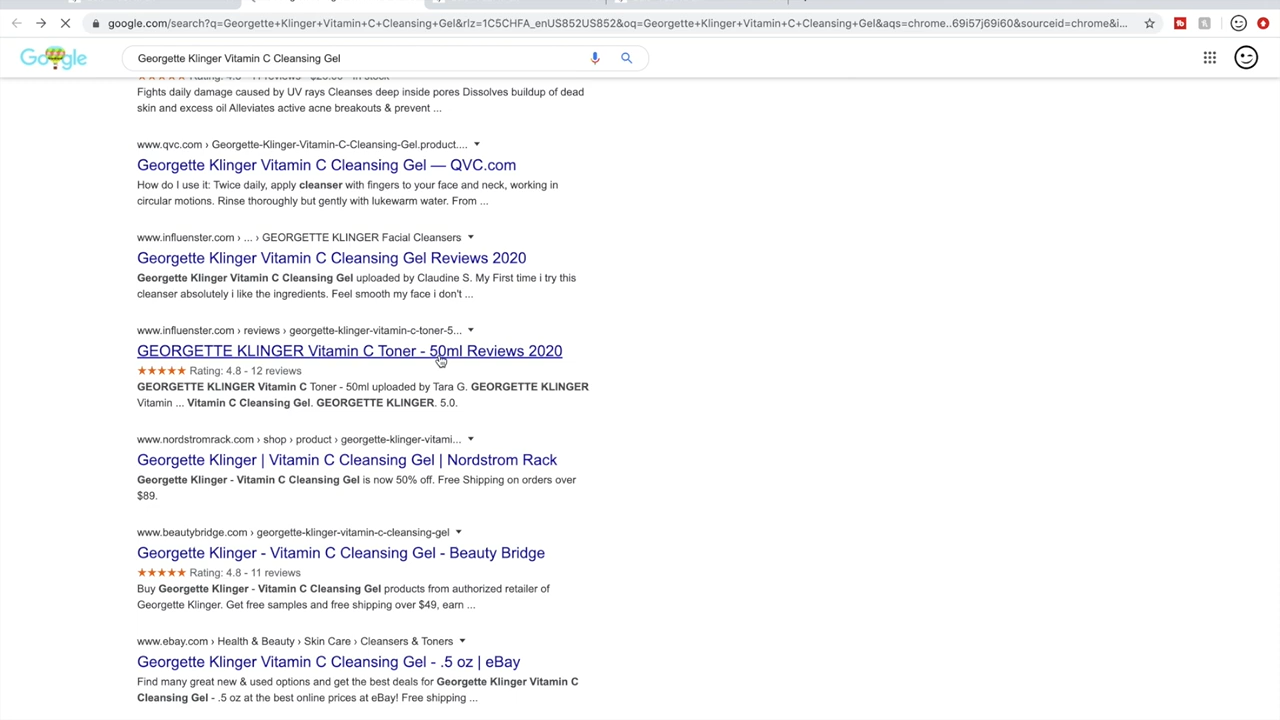 google.com/search?q=Georgette+Klinger+Vitamin+C+Cleansing+Gel&rlz=1C5CHFA_enUS852US852&oq=Georgette+Klinger+Vitamin+C+Cleansing+Gel&aqs=chrome..69i57j69i60&sourceid=chrome&i...
Google
Georgette Klinger Vitamin C Cleansing Gel
Rating: 4.8 - 11 reviews - $20.00 - In stock
Fights daily damage caused by UV rays Cleanses deep inside pores Dissolves buildup of dead
skin and excess oil Alleviates active acne breakouts & prevent ...
www.qvc.com › Georgette-Klinger-Vitamin-C-Cleansing-Gel.product....
Georgette Klinger Vitamin C Cleansing Gel — QVC.com
How do I use it: Twice daily, apply cleanser with fingers to your face and neck, working in
circular motions. Rinse thoroughly but gently with lukewarm water. From ...
www.influenster.com › ... › GEORGETTE KLINGER Facial Cleansers
Georgette Klinger Vitamin C Cleansing Gel Reviews 2020
Georgette Klinger Vitamin C Cleansing Gel uploaded by Claudine S. My First time i try this
cleanser absolutely i like the ingredients. Feel smooth my face i don't ...
www.influenster.com › reviews › georgette-klinger-vitamin-c-toner-5...
GEORGETTE KLINGER Vitamin C Toner - 50ml Reviews 2020
Rating: 4.8 - 12 reviews
GEORGETTE KLINGER Vitamin C Toner - 50ml uploaded by Tara G. GEORGETTE KLINGER
Vitamin ... Vitamin C Cleansing Gel. GEORGETTE KLINGER. 5.0.
www.nordstromrack.com › shop › product › georgette-klinger-vitami...
Georgette Klinger | Vitamin C Cleansing Gel | Nordstrom Rack
Georgette Klinger - Vitamin C Cleansing Gel is now 50% off. Free Shipping on orders over
$89.
www.beautybridge.com › georgette-klinger-vitamin-c-cleansing-gel
Georgette Klinger - Vitamin C Cleansing Gel - Beauty Bridge
Rating: 4.8 - 11 reviews
Buy Georgette Klinger - Vitamin C Cleansing Gel products from authorized retailer of
Georgette Klinger. Get free samples and free shipping over $49, earn ...
www.ebay.com › Health & Beauty › Skin Care › Cleansers & Toners
Georgette Klinger Vitamin C Cleansing Gel - .5 oz | eBay
Find many great new & used options and get the best deals for Georgette Klinger Vitamin C
Cleansing Gel - .5 oz at the best online prices at eBay! Free shipping ...